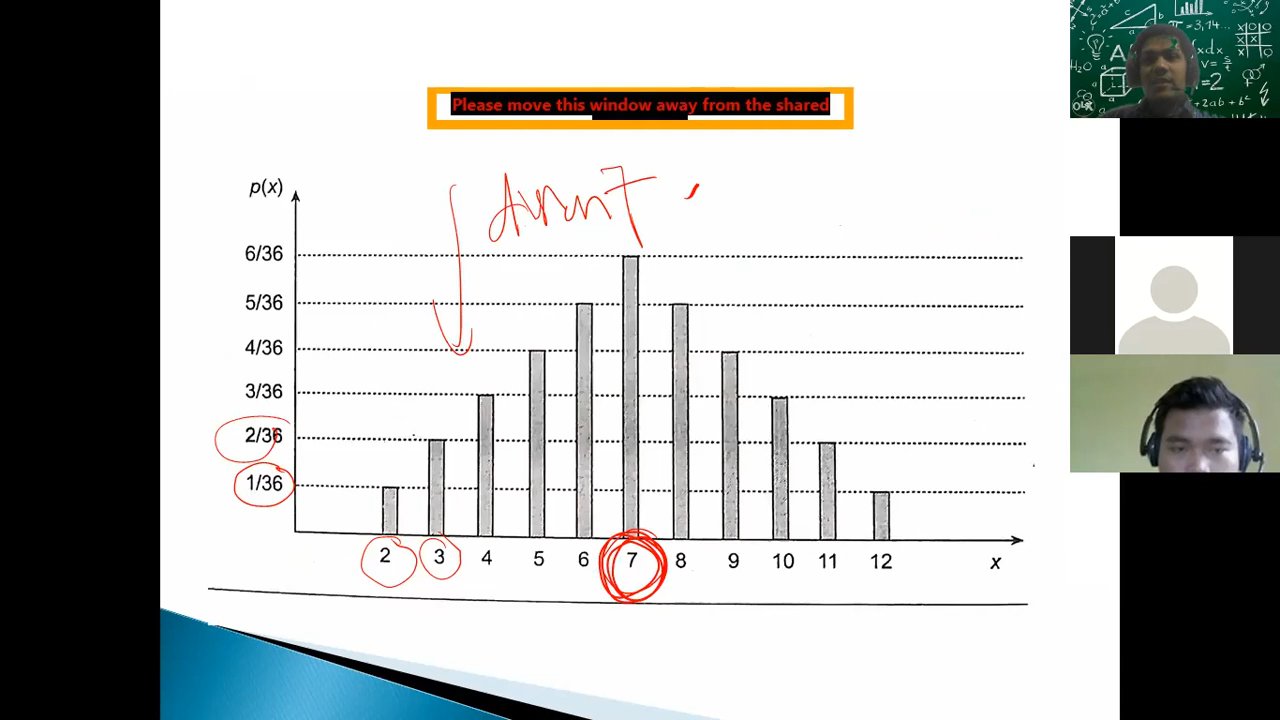 Please move this window away from the shared
p(x)
6/36
5/36
4/36
3/36
2/36
1/36
2 3 4 5 6 7 8 9 10 11 12 x